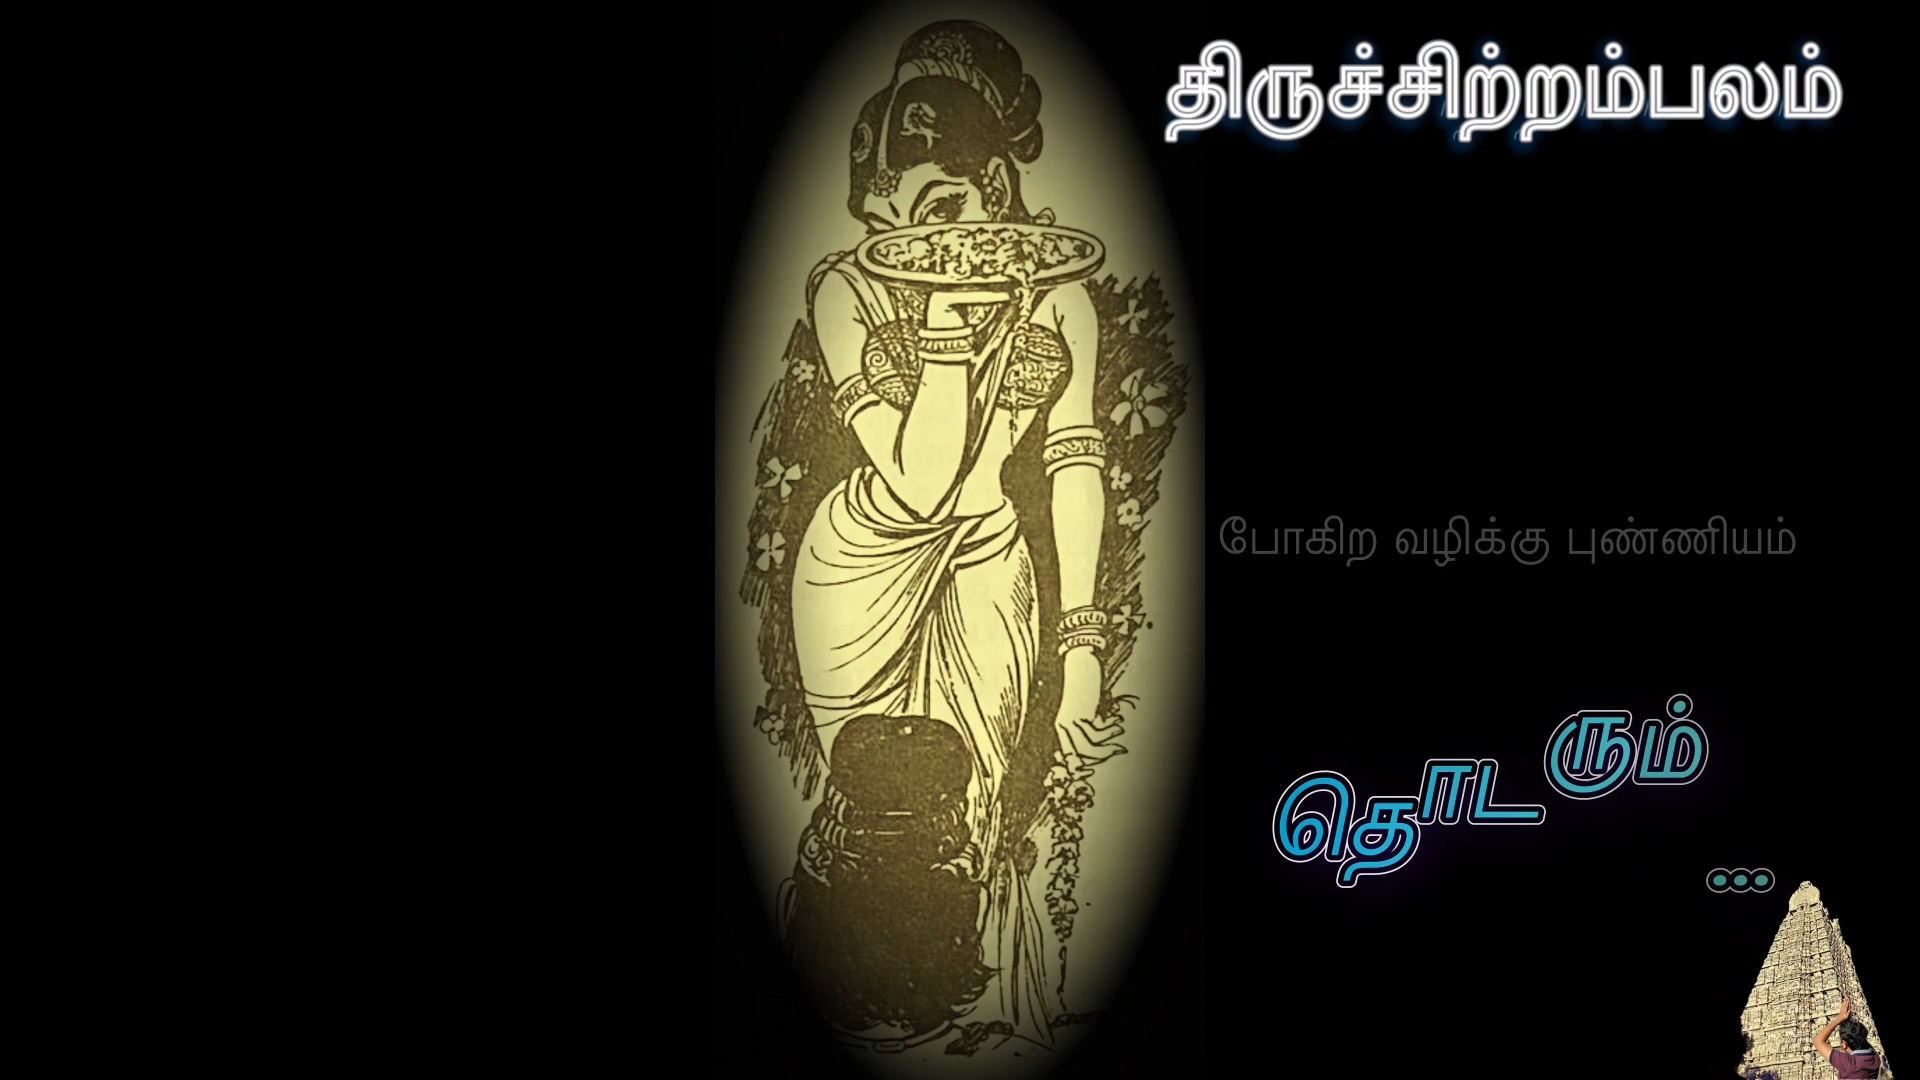 திருச்சிற்றம்பலம்
போகிற வழிக்கு புண்ணியம்
தொடரும்
...